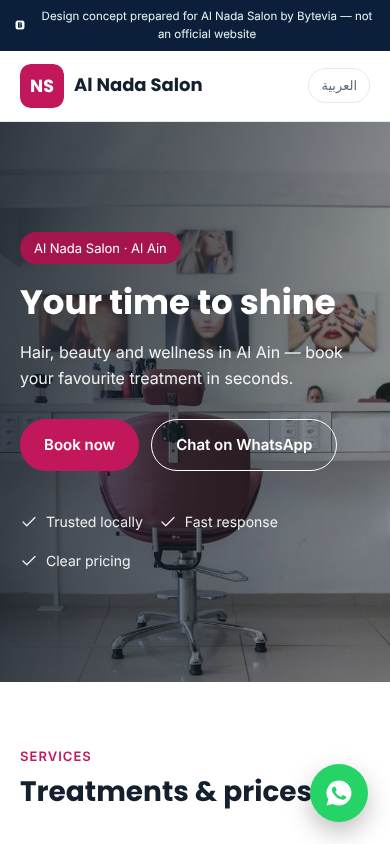 B
Design concept prepared for Al Nada Salon by Bytevia — not
an official website
NS
Al Nada Salon
العربية
Al Nada Salon · Al Ain
Your time to shine
Hair, beauty and wellness in Al Ain — book
your favourite treatment in seconds.
Book now
Chat on WhatsApp
Trusted locally
Fast response
Clear pricing
SERVICES
Treatments & prices